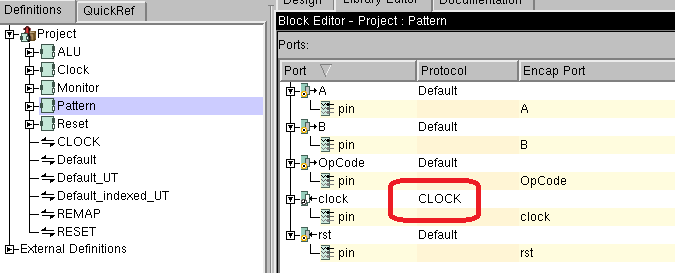 Definitions QuickRef
Project
ALU
Clock
Monitor
Pattern
Reset
CLOCK
Default
Default_UT
Default_indexed_UT
REMAP
RESET
External Definitions
Design Library Editor Documentation
Block Editor - Project : Pattern
Ports:
Port Protocol Encap Port
A Default
pin A
B Default
pin B
OpCode Default
pin OpCode
clock CLOCK
pin clock
rst Default
pin rst